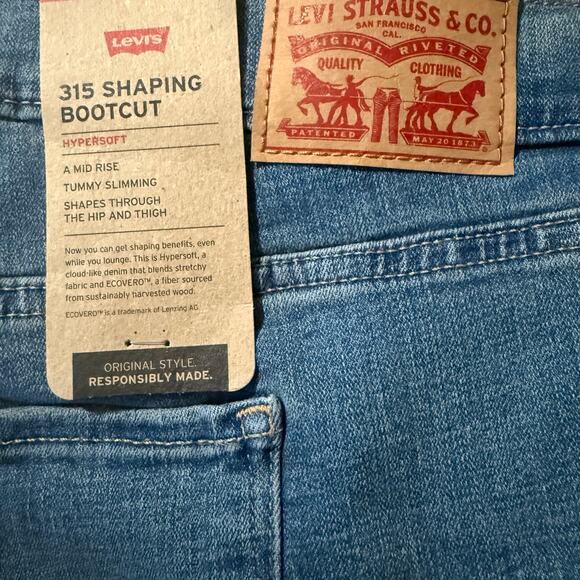 Levi's
315 SHAPING
BOOTCUT
HYPERSOFT
A MID RISE
TUMMY SLIMMING
SHAPES THROUGH
THE HIP AND THIGH
Now you can get shaping benefits, even
while you lounge. This is Hypersoft, a
cloud-like denim that blends stretchy
fabric and ECOVERO™, a fiber sourced
from sustainably harvested wood.
ECOVERO™ is a trademark of Lenzing AG
ORIGINAL STYLE.
RESPONSIBLY MADE.
LEVI STRAUSS & CO.
SAN FRANCISCO
CAL.
ORIGINAL RIVETED
QUALITY CLOTHING
PATENTED MAY 20 1873